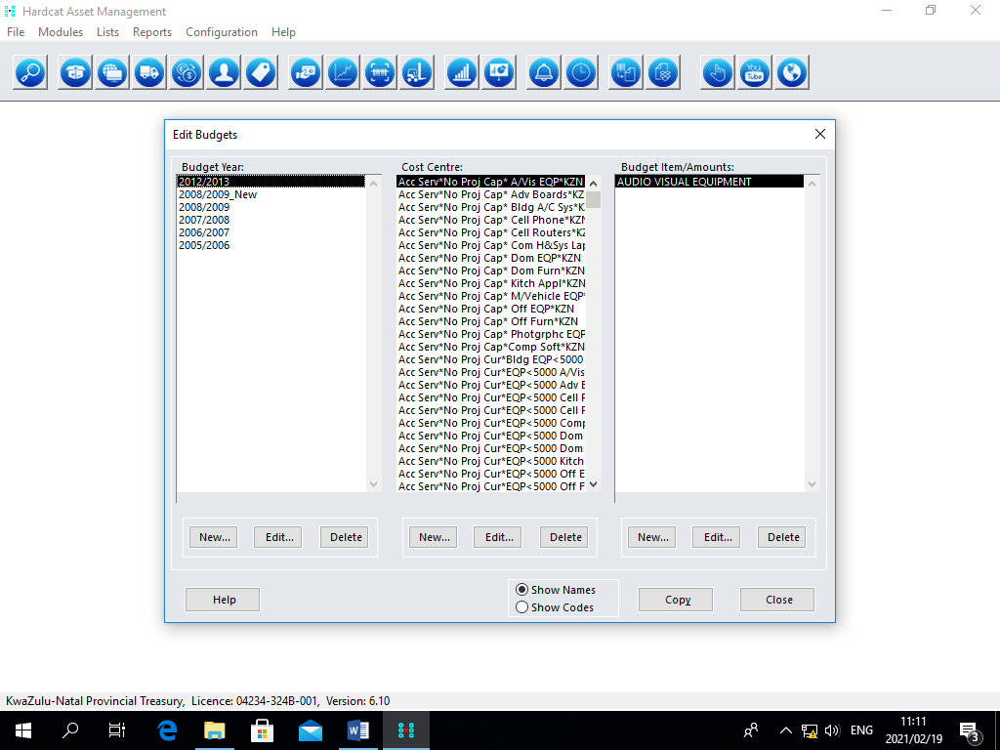 Hardcat Asset Management
File Modules Lists Reports Configuration Help
You Tube
Edit Budgets
Budget Year:
2012/2013
2008/2009_New
2008/2009
2007/2008
2006/2007
2005/2006
New... Edit... Delete
Cost Centre:
Acc Serv*No Proj Cap* A/Vis EQP*KZN
Acc Serv*No Proj Cap* Adv Boards*KZ
Acc Serv*No Proj Cap* Bldg A/C Sys*K
Acc Serv*No Proj Cap* Cell Phone*KZN
Acc Serv*No Proj Cap* Cell Routers*KZ
Acc Serv*No Proj Cap* Com H&Sys Lap
Acc Serv*No Proj Cap* Dom EQP*KZN
Acc Serv*No Proj Cap* Dom Furn*KZN
Acc Serv*No Proj Cap* Kitch Appl*KZN
Acc Serv*No Proj Cap* M/Vehicle EQP*
Acc Serv*No Proj Cap* Off EQP*KZN
Acc Serv*No Proj Cap* Off Furn*KZN
Acc Serv*No Proj Cap* Photgrphc EQP
Acc Serv*No Proj Cap*Comp Soft*KZN
Acc Serv*No Proj Cur*Bldg EQP<5000
Acc Serv*No Proj Cur*EQP<5000 A/Vis
Acc Serv*No Proj Cur*EQP<5000 Adv E
Acc Serv*No Proj Cur*EQP<5000 Cell F
Acc Serv*No Proj Cur*EQP<5000 Cell F
Acc Serv*No Proj Cur*EQP<5000 Comp
Acc Serv*No Proj Cur*EQP<5000 Dom
Acc Serv*No Proj Cur*EQP<5000 Dom
Acc Serv*No Proj Cur*EQP<5000 Kitch
Acc Serv*No Proj Cur*EQP<5000 Off E
Acc Serv*No Proj Cur*EQP<5000 Off F
New... Edit... Delete
Budget Item/Amounts:
AUDIO VISUAL EQUIPMENT
New... Edit... Delete
Help
Show Names
Show Codes
Copy
Close
KwaZulu-Natal Provincial Treasury, Licence: 04234-324B-001, Version: 6.10
ENG
11:11
2021/02/19
3